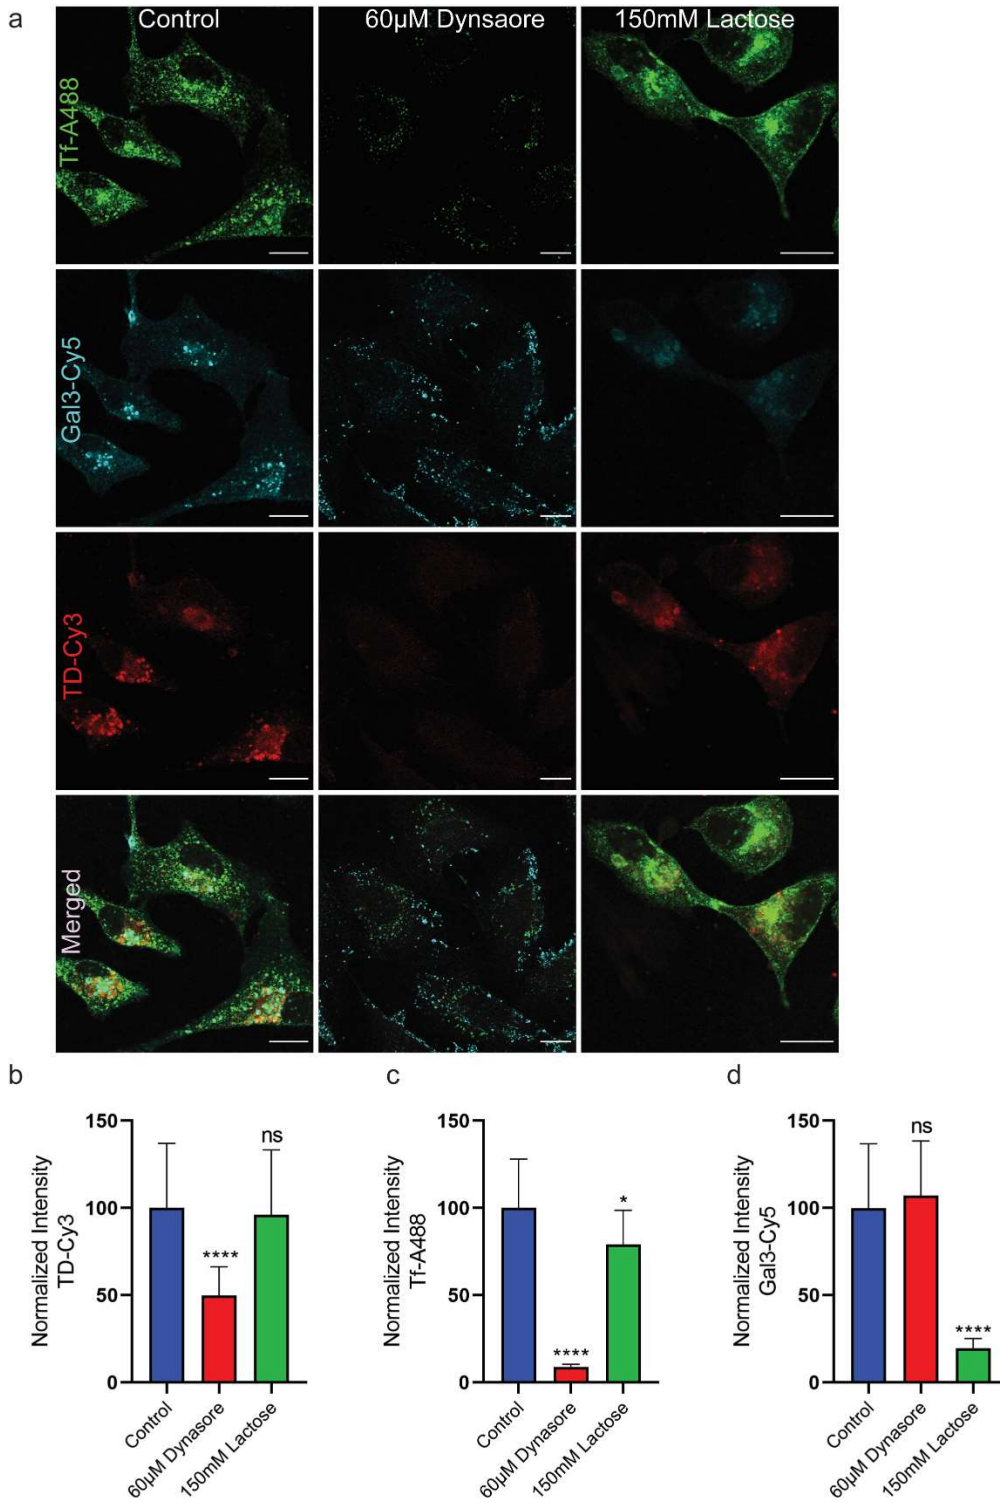 a
Control
60µM Dynsaore
150mM Lactose
Tf-A488
Gal3-Cy5
TD-Cy3
Merged
b
Normalized Intensity
TD-Cy3
150
100
50
0
****
ns
Control
60µM Dynasore
150mM Lactose
c
Normalized Intensity
Tf-A488
150
100
50
0
****
*
Control
60µM Dynasore
150mM Lactose
d
Normalized Intensity
Gal3-Cy5
150
100
50
0
ns
****
Control
60µM Dynasore
150mM Lactose